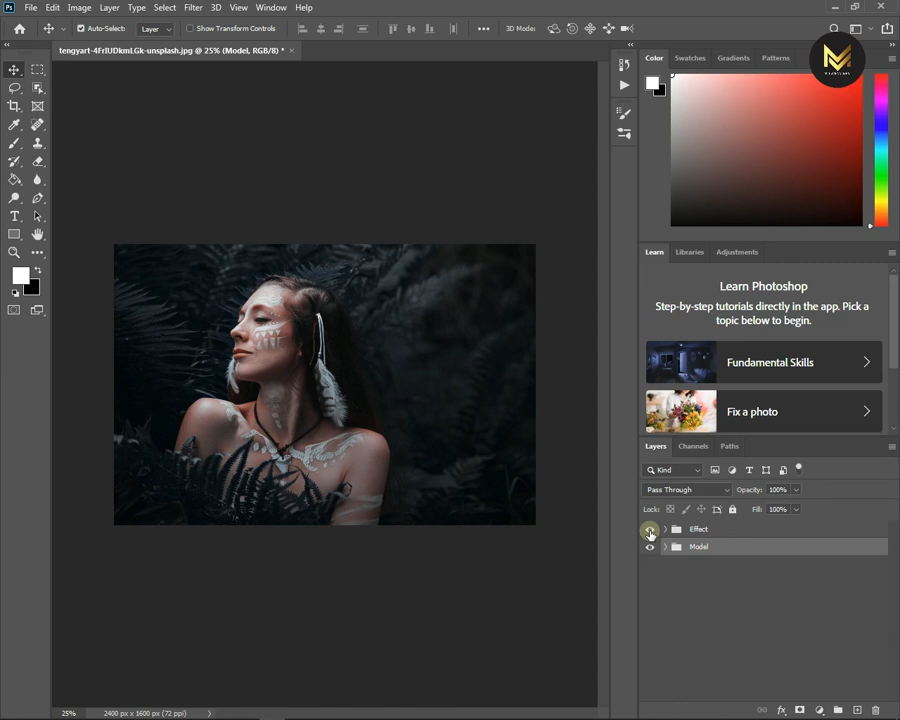 Ps File Edit Image Layer Type Select Filter 3D View Window Help
Auto-Select: Layer Show Transform Controls 3D Mode:
tengyart-4FrIUDkmLGk-unsplash.jpg @ 25% (Model, RGB/8) *
Color Swatches Gradients Patterns
Learn Libraries Adjustments
Learn Photoshop
Step-by-step tutorials directly in the app. Pick a
topic below to begin.
Fundamental Skills
Fix a photo
Layers Channels Paths
Kind
Pass Through Opacity: 100%
Lock: Fill: 100%
Effect
Model
25% 2400 px x 1600 px (72 ppi)